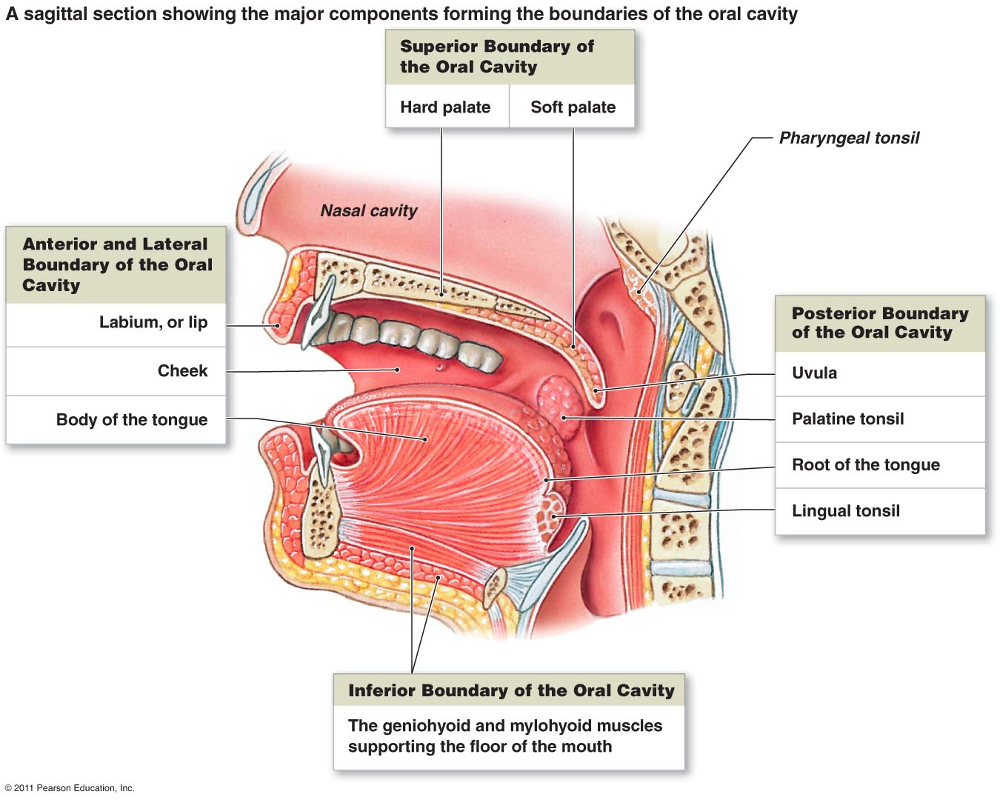 A sagittal section showing the major components forming the boundaries of the oral cavity
Superior Boundary of
the Oral Cavity
Hard palate
Soft palate
Pharyngeal tonsil
Nasal cavity
Anterior and Lateral
Boundary of the Oral
Cavity
Labium, or lip
Cheek
Body of the tongue
Posterior Boundary
of the Oral Cavity
Uvula
Palatine tonsil
Root of the tongue
Lingual tonsil
Inferior Boundary of the Oral Cavity
The geniohyoid and mylohyoid muscles
supporting the floor of the mouth
© 2011 Pearson Education, Inc.